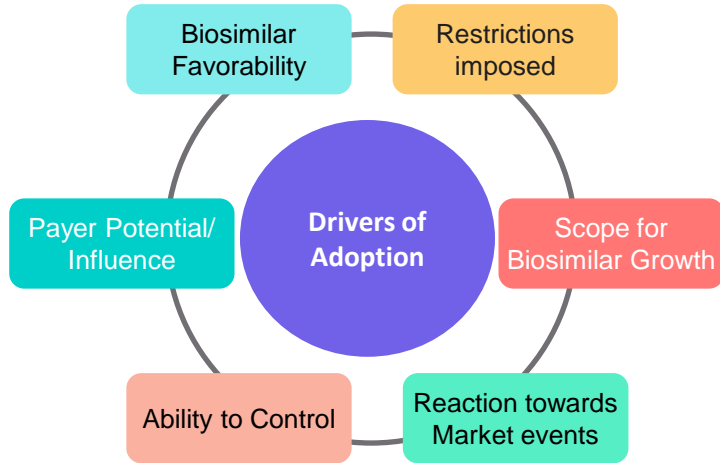 Biosimilar
Favorability
Restrictions
imposed
Payer Potential/
Influence
Drivers of
Adoption
Scope for
Biosimilar Growth
Ability to Control
Reaction towards
Market events